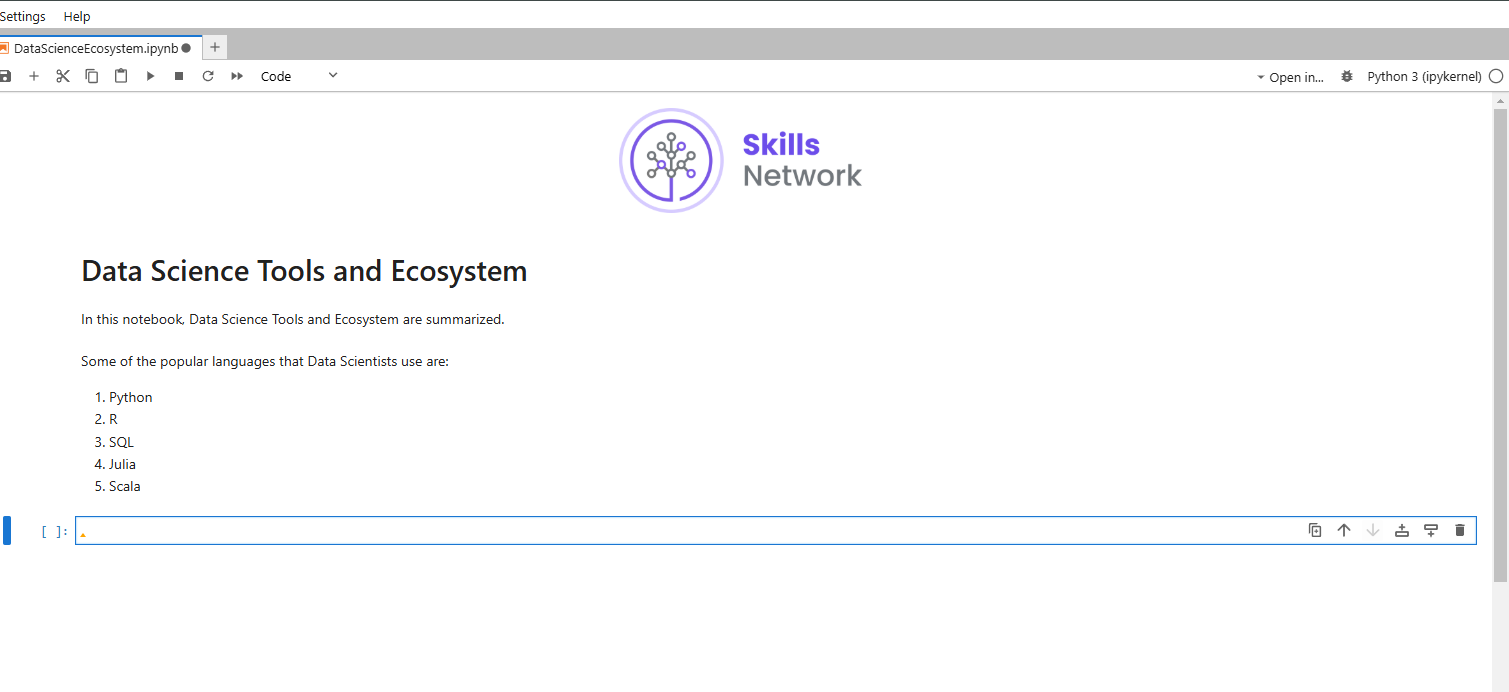 Settings Help
DataScienceEcosystem.ipynb
Code
Open in...
Python 3 (ipykernel)
Skills
Network
Data Science Tools and Ecosystem
In this notebook, Data Science Tools and Ecosystem are summarized.
Some of the popular languages that Data Scientists use are:
1. Python
2. R
3. SQL
4. Julia
5. Scala
[ ]: